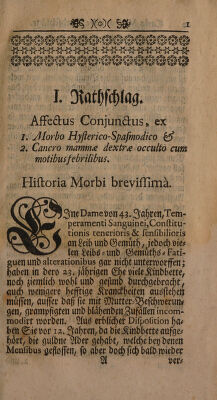 1
I. Rathschlag.
Affectus Conjunctus, ex
1. Morbo Hysterico-Spasmodico &
2. Cancro mammæ dextræ occulto cum
motibus febrilibus.
Historia Morbi brevissima.
Eine Dame von 43. Jahren, Tem-
peramenti Sanguinei, Constitu-
tionis tenerioris & sensibilioris
an Leib und Gemüth, jedoch vie-
len Leibs- und Gemüths-Fati-
guen und alterationibus gar nicht unterworffen;
haben in dero 23. jährigen Ehe viele Kindbette,
noch ziemlich wohl und gesund durchgebracht,
auch wenigere hefftige Kranckheiten ausstehen
müssen, ausser daß sie mit Mutter-Beschwerun-
gen, grampfigten und blähenden Zufällen incom-
modirt worden. Aus erblicher Disposition ha-
ben Sie vor 12. Jahren, da die Kindbette aufge-
hört, die guldne Ader gehabt, welche bey denen
Mensibus geflossen, so aber doch sich bald wieder
A
ver-